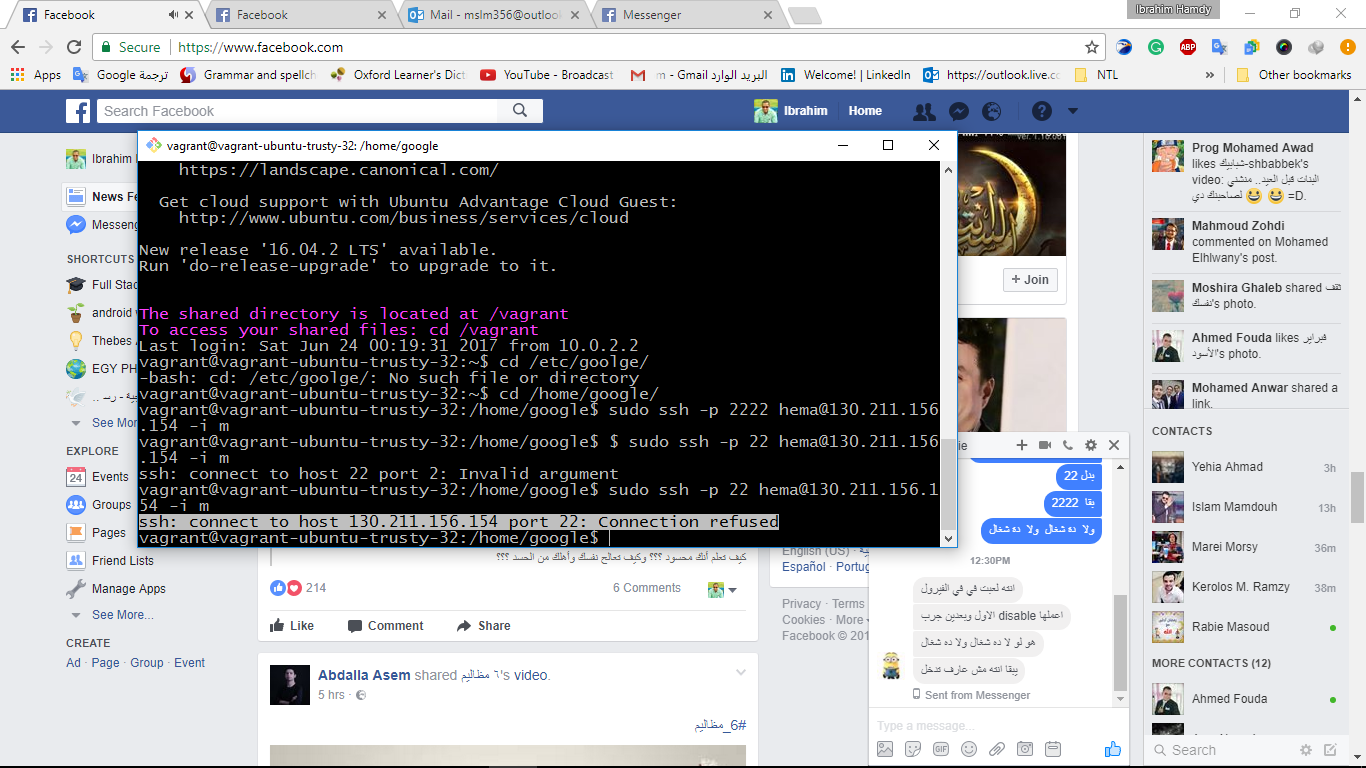 Facebook
Facebook
Mail - mslm356@outloo
Messenger
Ibrahim Hamdy
Secure
https://www.facebook.com
ABP
Apps
ترجمة Google
Grammar and spellch
Oxford Learner's Dict
YouTube - Broadcast
البريد الوارد - Gmail - m
Welcome! | LinkedIn
https://outlook.live.cc
NTL
»
Other bookmarks
Search Facebook
Ibrahim
Home
Ibrahim
News Fe
Messeng
SHORTCUTS
Full Stac
android
Thebes
EGY PH
See Mor
EXPLORE
24 Events
Groups
Pages
Friend Lists
Manage Apps
See More...
CREATE
Ad · Page · Group · Event
vagrant@vagrant-ubuntu-trusty-32: /home/google
https://landscape.canonical.com/
Get cloud support with Ubuntu Advantage Cloud Guest:
http://www.ubuntu.com/business/services/cloud
New release '16.04.2 LTS' available.
Run 'do-release-upgrade' to upgrade to it.
The shared directory is located at /vagrant
To access your shared files: cd /vagrant
Last login: Sat Jun 24 00:19:31 2017 from 10.0.2.2
vagrant@vagrant-ubuntu-trusty-32:~$ cd /etc/goolge/
-bash: cd: /etc/goolge/: No such file or directory
vagrant@vagrant-ubuntu-trusty-32:~$ cd /home/google/
vagrant@vagrant-ubuntu-trusty-32:/home/google$ sudo ssh -p 2222 hema@130.211.156
.154 -i m
vagrant@vagrant-ubuntu-trusty-32:/home/google$ $ sudo ssh -p 22 hema@130.211.156
.154 -i m
ssh: connect to host 22 port 2: Invalid argument
vagrant@vagrant-ubuntu-trusty-32:/home/google$ sudo ssh -p 22 hema@130.211.156.1
54 -i m
ssh: connect to host 130.211.156.154 port 22: Connection refused
vagrant@vagrant-ubuntu-trusty-32:/home/google$
كيف تعلم أنك محسود ؟؟؟ وكيف تعالج نفسك وأهلك من الحسد ؟؟؟
214
6 Comments
Like
Comment
Share
Abdalla Asem shared ٦ مظاليم's video.
5 hrs ·
#6_مظاليم
+ Join
English (US) ·
Español · Portug
Privacy · Terms
Cookies · More
Facebook © 201
بدل 22
بقا 2222
ولا ده شغال ولا ده شغال
12:30PM
انته لعبت في في الفيرول
اعملها disable الاول وبعدين جرب
هو لو لا ده شغال ولا ده شغال
يبقا انته مش عارف تدخل
Sent from Messenger
Type a message...
GIF
Prog Mohamed Awad
likes شبابيك-shbabbek's
video: البنات قبل العيد.. منشني
لصاحبتك دي =D.
Mahmoud Zohdi
commented on Mohamed
Elhlwany's post.
Moshira Ghaleb shared ثقف
نفسك's photo.
Ahmed Fouda likes فبراير
الأسود's photo.
Mohamed Anwar shared a
link.
CONTACTS
Yehia Ahmad 3h
Islam Mamdouh 13h
Marei Morsy 36m
Kerolos M. Ramzy 38m
Rabie Masoud
MORE CONTACTS (12)
Ahmed Fouda
Search